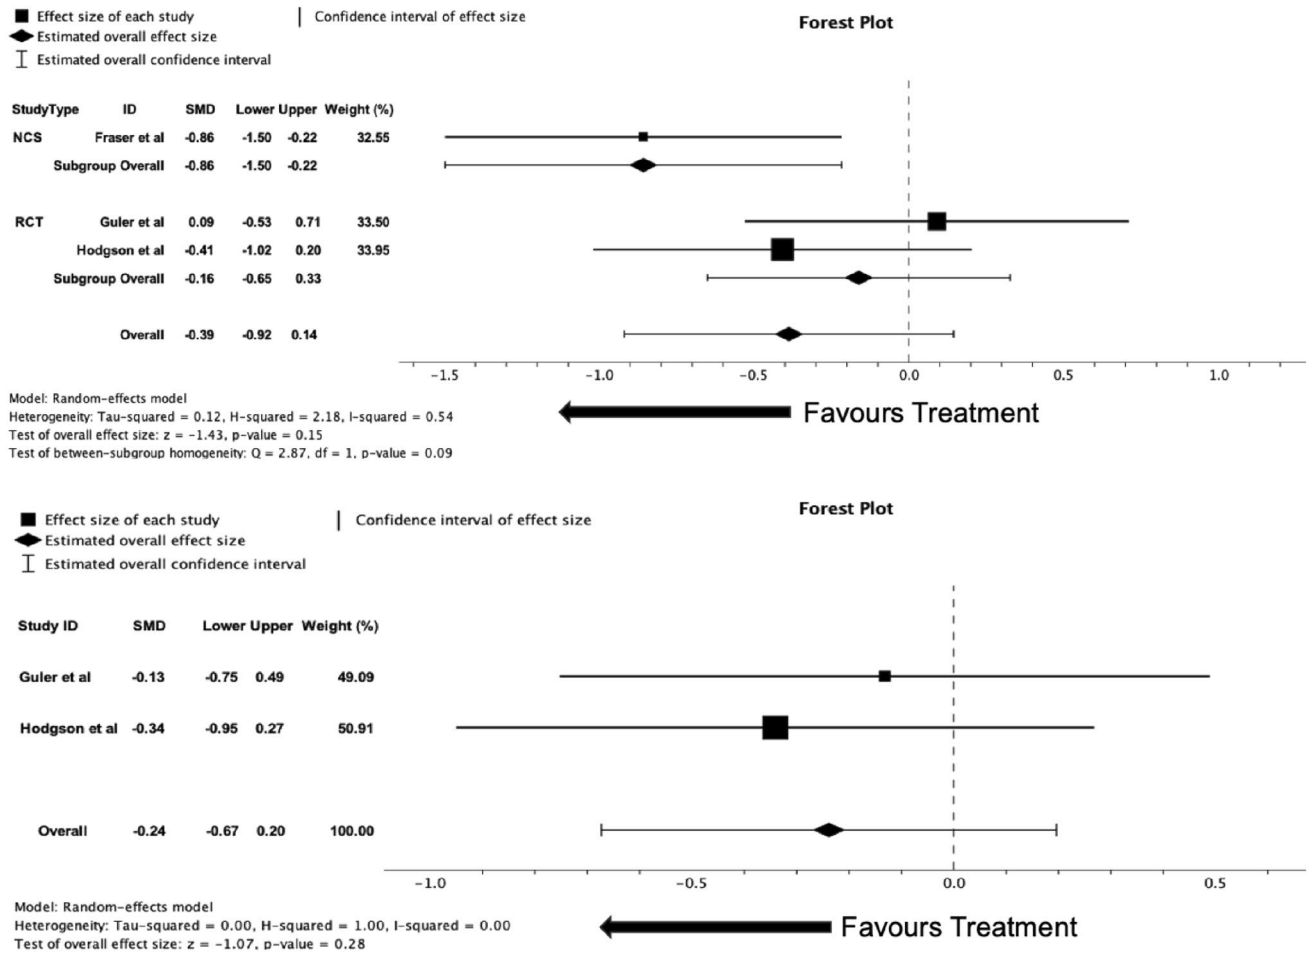 Effect size of each study
Confidence interval of effect size
Estimated overall effect size
Estimated overall confidence interval
Forest Plot
StudyType ID SMD Lower Upper Weight (%)
NCS Fraser et al -0.86 -1.50 -0.22 32.55
Subgroup Overall -0.86 -1.50 -0.22
RCT Guler et al 0.09 -0.53 0.71 33.50
Hodgson et al -0.41 -1.02 0.20 33.95
Subgroup Overall -0.16 -0.65 0.33
Overall -0.39 -0.92 0.14
-1.5 -1.0 -0.5 0.0 0.5 1.0
Model: Random-effects model
Heterogeneity: Tau-squared = 0.12, H-squared = 2.18, I-squared = 0.54
Test of overall effect size: z = -1.43, p-value = 0.15
Test of between-subgroup homogeneity: Q = 2.87, df = 1, p-value = 0.09
Favours Treatment
Effect size of each study
Confidence interval of effect size
Estimated overall effect size
Estimated overall confidence interval
Forest Plot
Study ID SMD Lower Upper Weight (%)
Guler et al -0.13 -0.75 0.49 49.09
Hodgson et al -0.34 -0.95 0.27 50.91
Overall -0.24 -0.67 0.20 100.00
-1.0 -0.5 0.0 0.5
Model: Random-effects model
Heterogeneity: Tau-squared = 0.00, H-squared = 1.00, I-squared = 0.00
Test of overall effect size: z = -1.07, p-value = 0.28
Favours Treatment